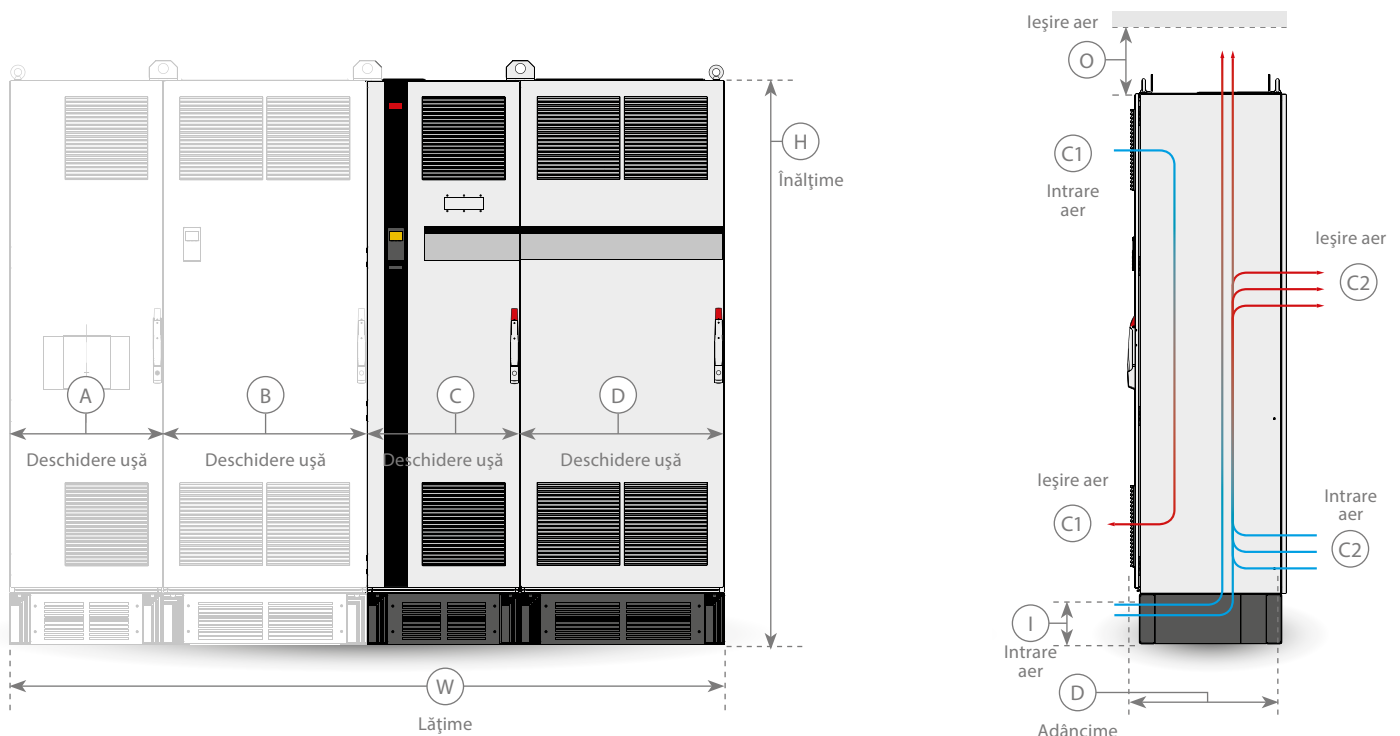 A
B
C
D
Deschidere uşă
Deschidere uşă
Deschidere uşă
Deschidere uşă
H
Înălţime
W
Lăţime
Ieşire aer
O
C1
Intrare
aer
Ieşire aer
C2
Ieşire aer
C1
Intrare
aer
C2
I
Intrare
aer
D
Adâncime